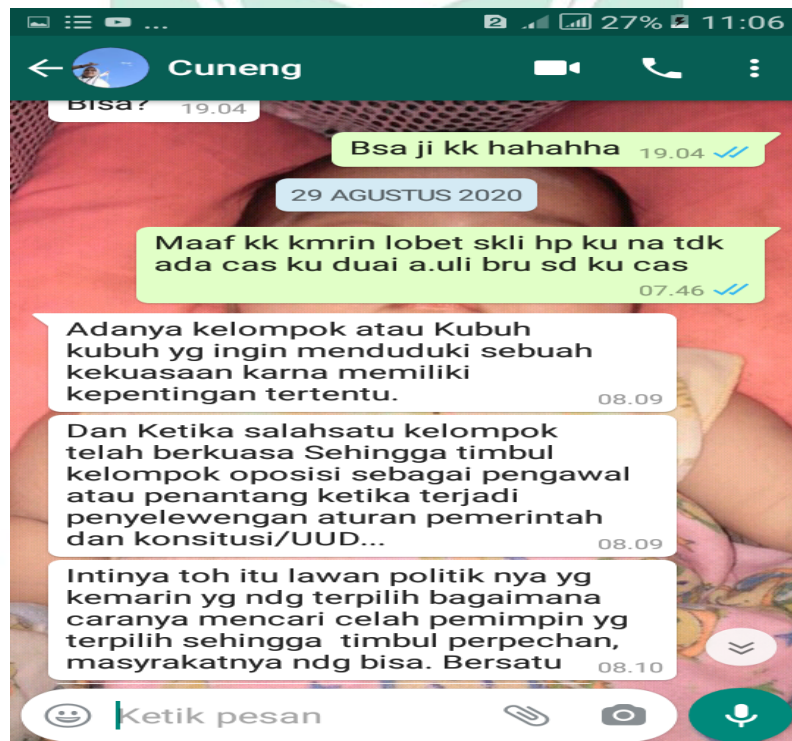 ... 2 27% 11:06
Cuneng
Bisa? 19.04
Bsa ji kk hahahha 19.04
29 AGUSTUS 2020
Maaf kk kmrin lobet skli hp ku na tdk
ada cas ku duai a.uli bru sd ku cas
07.46
Adanya kelompok atau Kubuh
kubuh yg ingin menduduki sebuah
kekuasaan karna memiliki
kepentingan tertentu. 08.09
Dan Ketika salahsatu kelompok
telah berkuasa Sehingga timbul
kelompok oposisi sebagai pengawal
atau penantang ketika terjadi
penyelewengan aturan pemerintah
dan konsitusi/UUD... 08.09
Intinya toh itu lawan politik nya yg
kemarin yg ndg terpilih bagaimana
caranya mencari celah pemimpin yg
terpilih sehingga timbul perpechan,
masyrakatnya ndg bisa. Bersatu 08.10
Ketik pesan